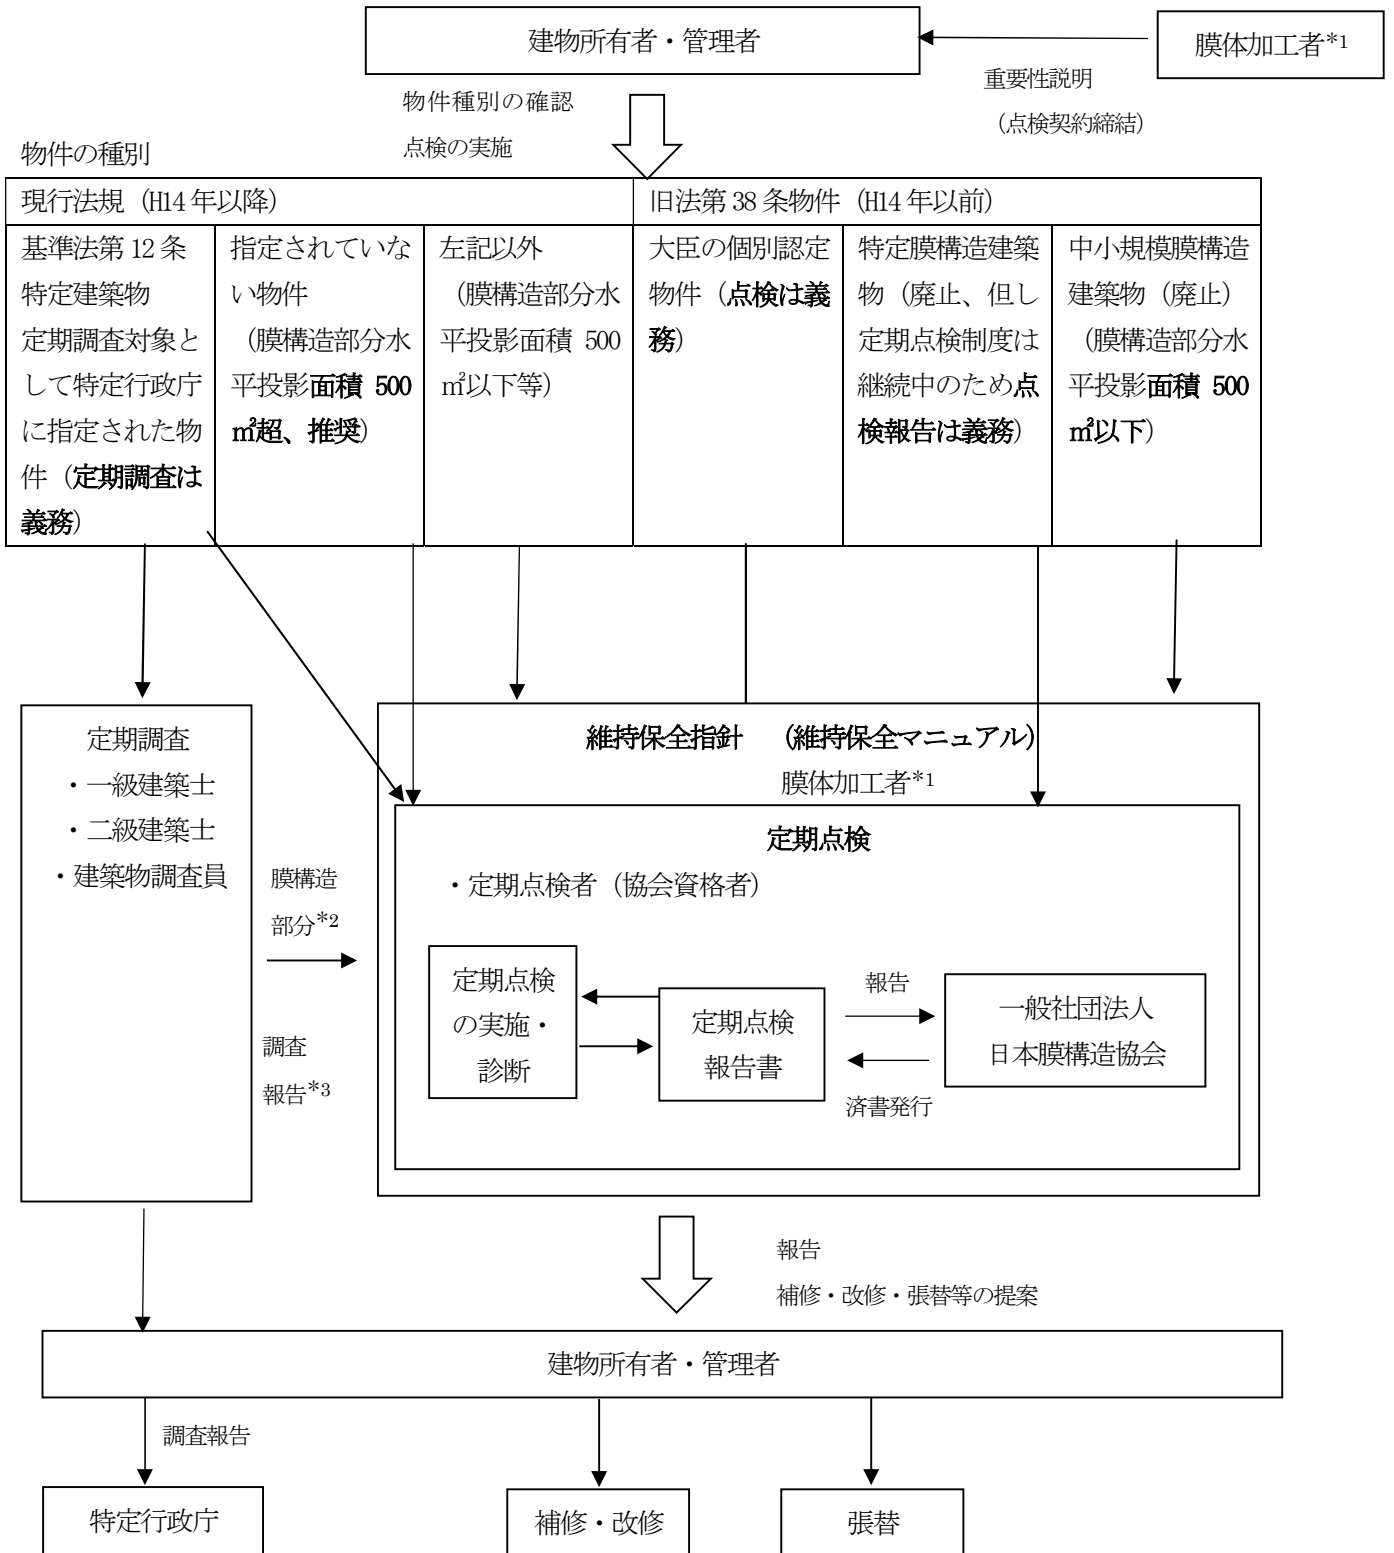 建物所有者・管理者
膜体加工者*1
重要性説明
（点検契約締結）
物件種別の確認
点検の実施
物件の種別
現行法規（H14年以降）
旧法第38条物件（H14年以前）
基準法第12条
特定建築物
定期調査対象と
して特定行政庁
に指定された物
件（定期調査は
義務）
指定されていな
い物件
（膜構造部分水
平投影面積 500
㎡超、推奨）
左記以外
（膜構造部分水
平投影面積 500
㎡以下等）
大臣の個別認定
物件（点検は義
務）
特定膜構造建築
物（廃止、但し
定期点検制度は
継続中のため点
検報告は義務）
中小規模膜構造
建築物（廃止）
（膜構造部分水
平投影面積 500
㎡以下）
定期調査
・一級建築士
・二級建築士
・建築物調査員
膜構造
部分*2
調査
報告*3
維持保全指針 （維持保全マニュアル）
膜体加工者*1
定期点検
・定期点検者（協会資格者）
定期点検
の実施・
診断
定期点検
報告書
報告
済書発行
一般社団法人
日本膜構造協会
報告
補修・改修・張替等の提案
建物所有者・管理者
調査報告
特定行政庁
補修・改修
張替